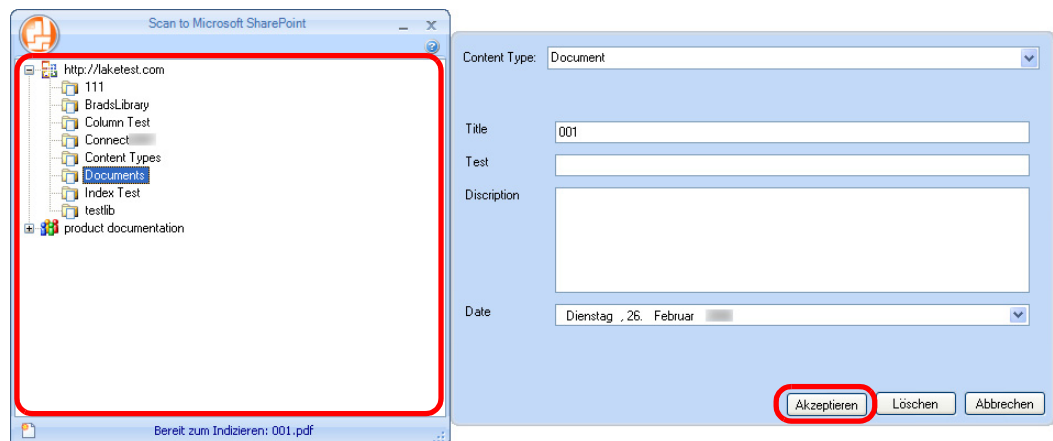 Scan to Microsoft SharePoint
http://laketest.com
111
BradsLibrary
Column Test
Connect
Content Types
Documents
Index Test
testlib
product documentation
Bereit zum Indizieren: 001.pdf
Content Type: Document
Title 001
Test
Discription
Date Dienstag , 26. Februar
Akzeptieren Löschen Abbrechen